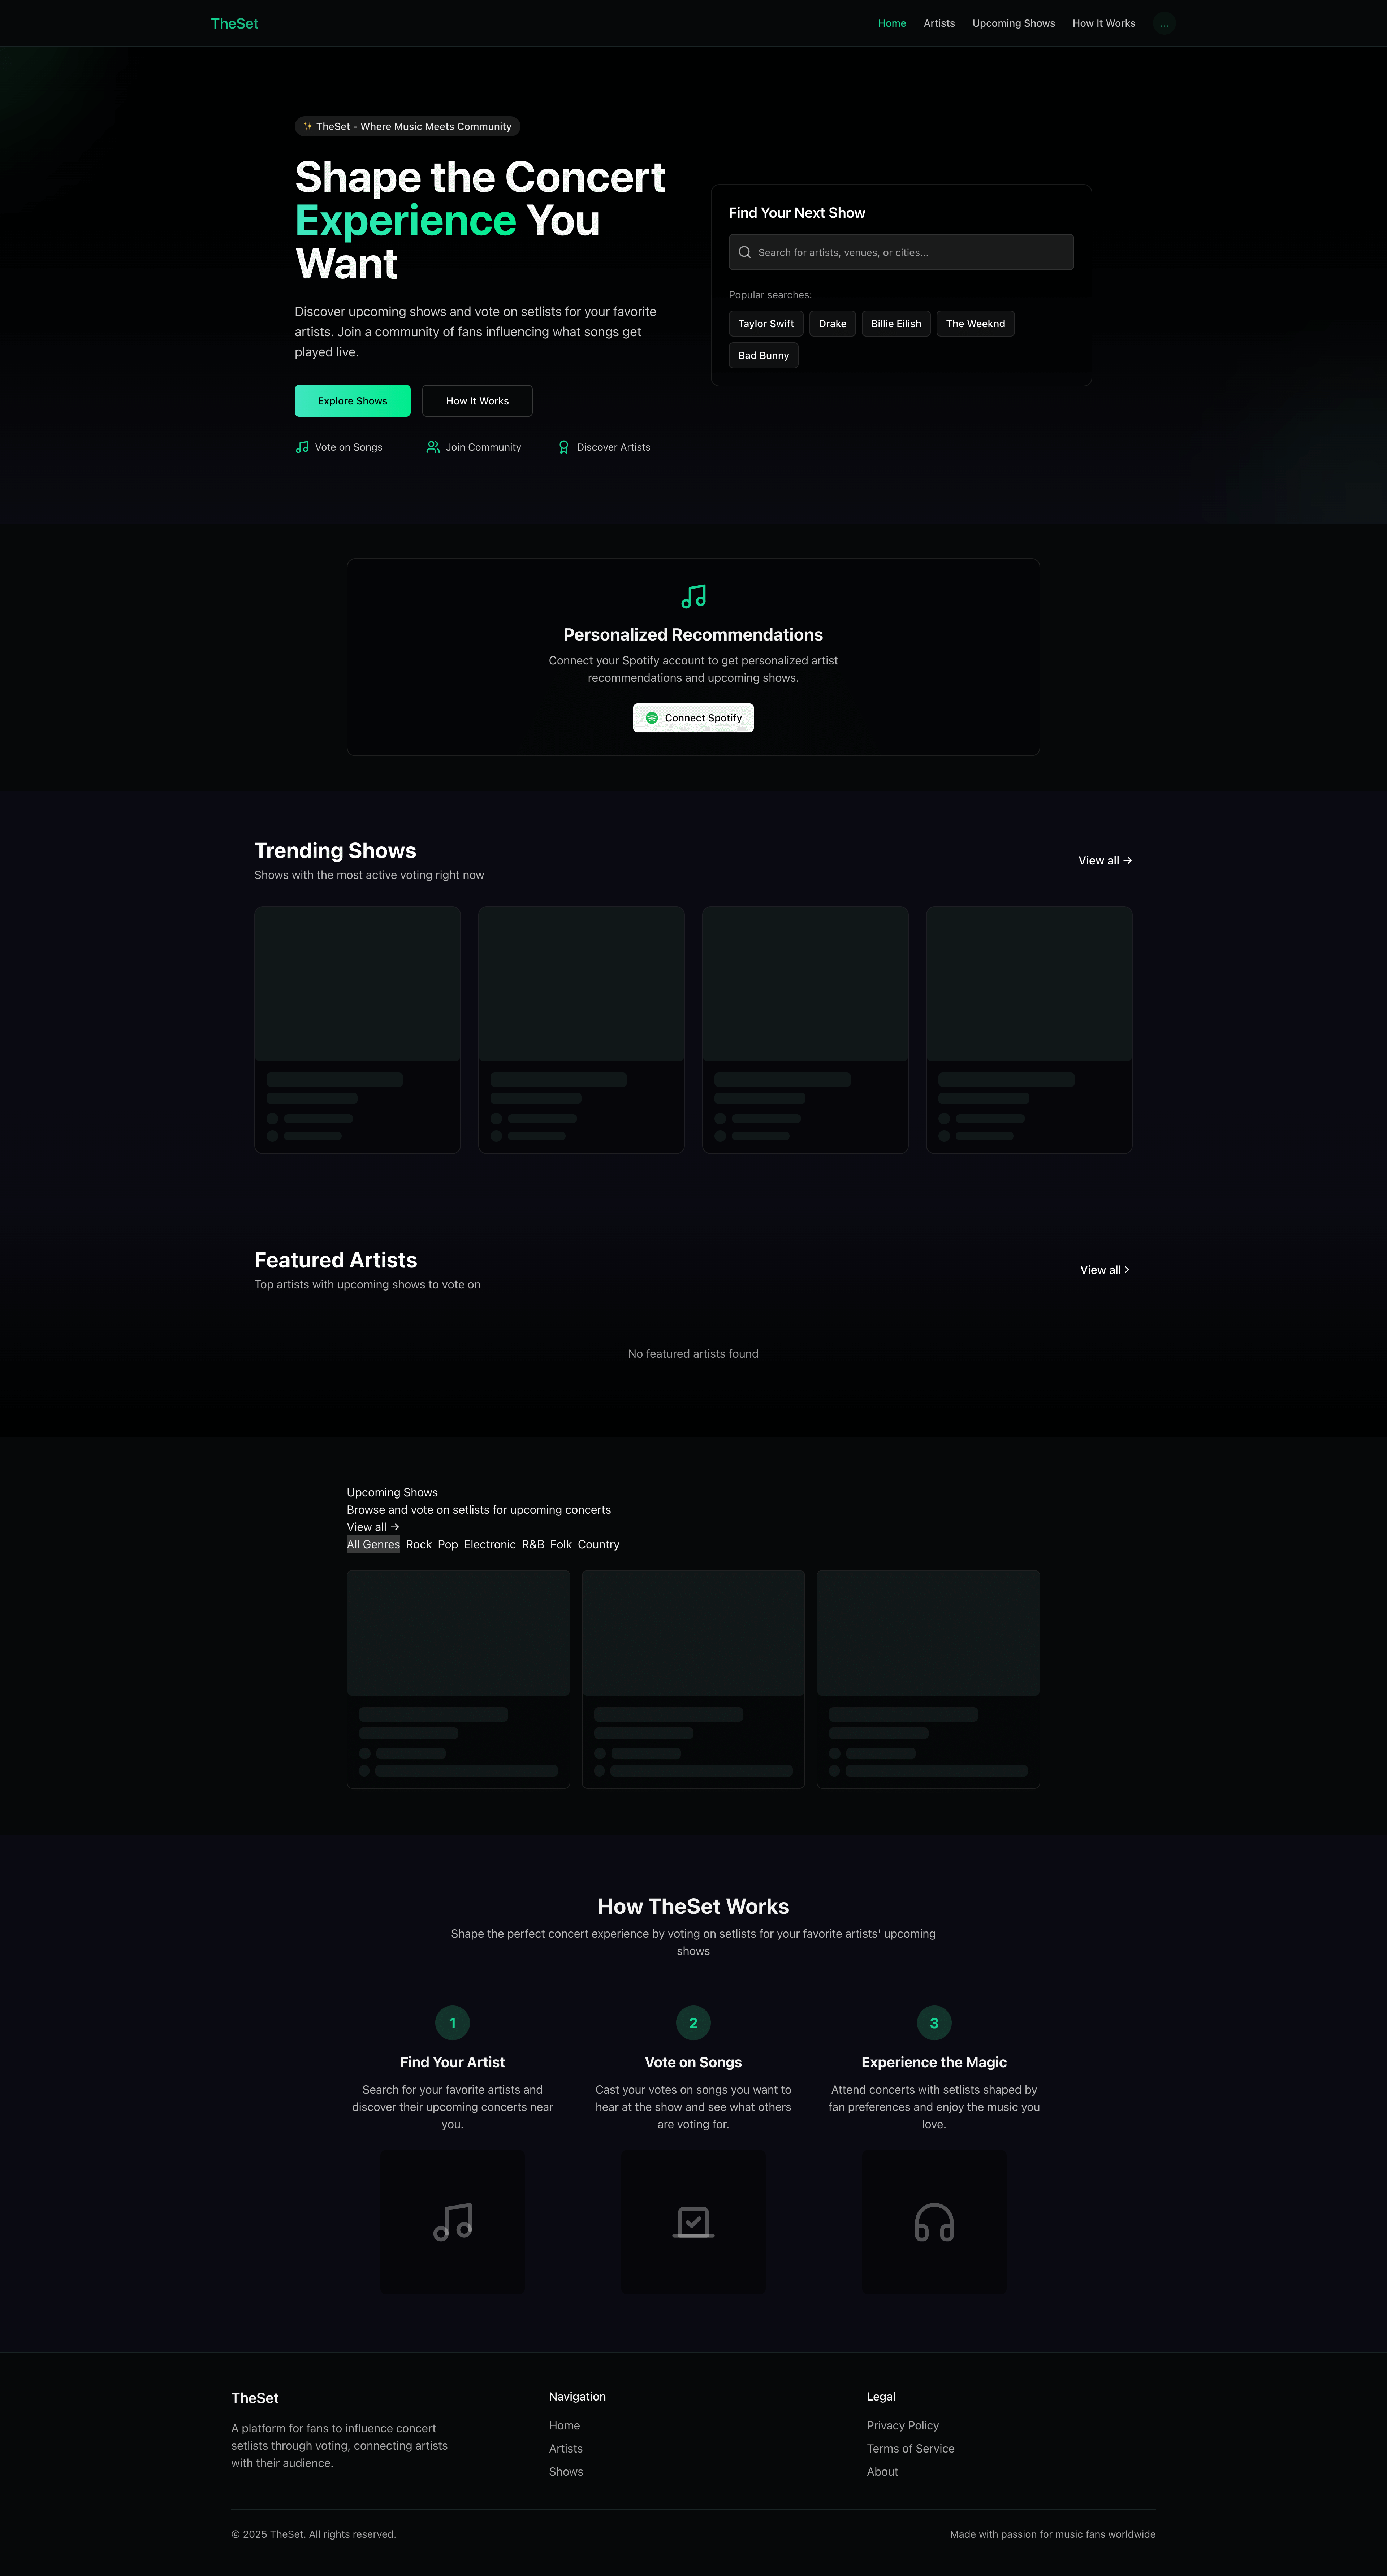 TheSet
Home Artists Upcoming Shows How It Works ...
✨ TheSet - Where Music Meets Community
Shape the Concert
Experience You
Want
Discover upcoming shows and vote on setlists for your favorite
artists. Join a community of fans influencing what songs get
played live.
Explore Shows
How It Works
Vote on Songs
Join Community
Discover Artists
Find Your Next Show
Search for artists, venues, or cities...
Popular searches:
Taylor Swift Drake Billie Eilish The Weeknd
Bad Bunny
Personalized Recommendations
Connect your Spotify account to get personalized artist
recommendations and upcoming shows.
Connect Spotify
Trending Shows
Shows with the most active voting right now
View all →
Featured Artists
Top artists with upcoming shows to vote on
View all >
No featured artists found
Upcoming Shows
Browse and vote on setlists for upcoming concerts
View all →
All Genres Rock Pop Electronic R&B Folk Country
How TheSet Works
Shape the perfect concert experience by voting on setlists for your favorite artists' upcoming
shows
1
Find Your Artist
Search for your favorite artists and
discover their upcoming concerts near
you.
2
Vote on Songs
Cast your votes on songs you want to
hear at the show and see what others
are voting for.
3
Experience the Magic
Attend concerts with setlists shaped by
fan preferences and enjoy the music you
love.
TheSet
A platform for fans to influence concert
setlists through voting, connecting artists
with their audience.
Navigation
Home
Artists
Shows
Legal
Privacy Policy
Terms of Service
About
© 2025 TheSet. All rights reserved.
Made with passion for music fans worldwide